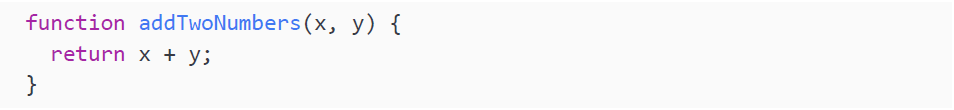 function addTwoNumbers(x, y) {
  return x + y;
}